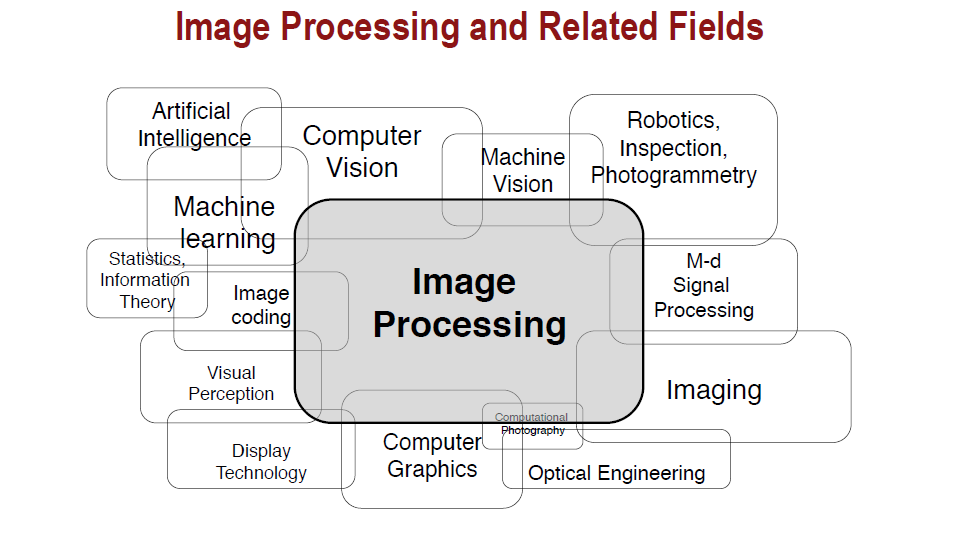 Image Processing and Related Fields
Artificial
Intelligence
Computer
Vision
Machine
Vision
Robotics,
Inspection,
Photogrammetry
Machine
learning
Statistics,
Information
Theory
Image
coding
Image
Processing
M-d
Signal
Processing
Visual
Perception
Imaging
Display
Technology
Computer
Graphics
Computational
Photography
Optical Engineering